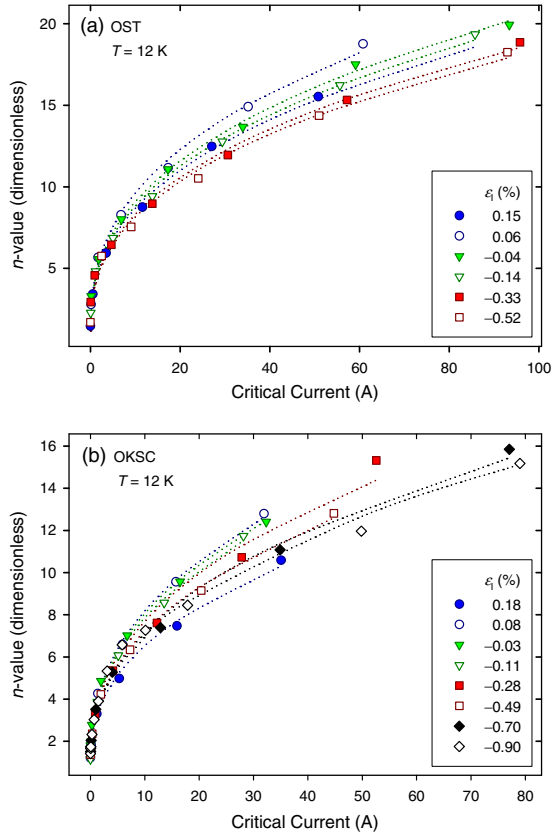 (a) OST
T = 12 K
20
15
10
5
n-value (dimensionless)
εI (%)
0.15
0.06
−0.04
−0.14
−0.33
−0.52
0 20 40 60 80 100
Critical Current (A)
(b) OKSC
T = 12 K
16
14
12
10
8
6
4
2
n-value (dimensionless)
εI (%)
0.18
0.08
−0.03
−0.11
−0.28
−0.49
−0.70
−0.90
0 10 20 30 40 50 60 70 80
Critical Current (A)